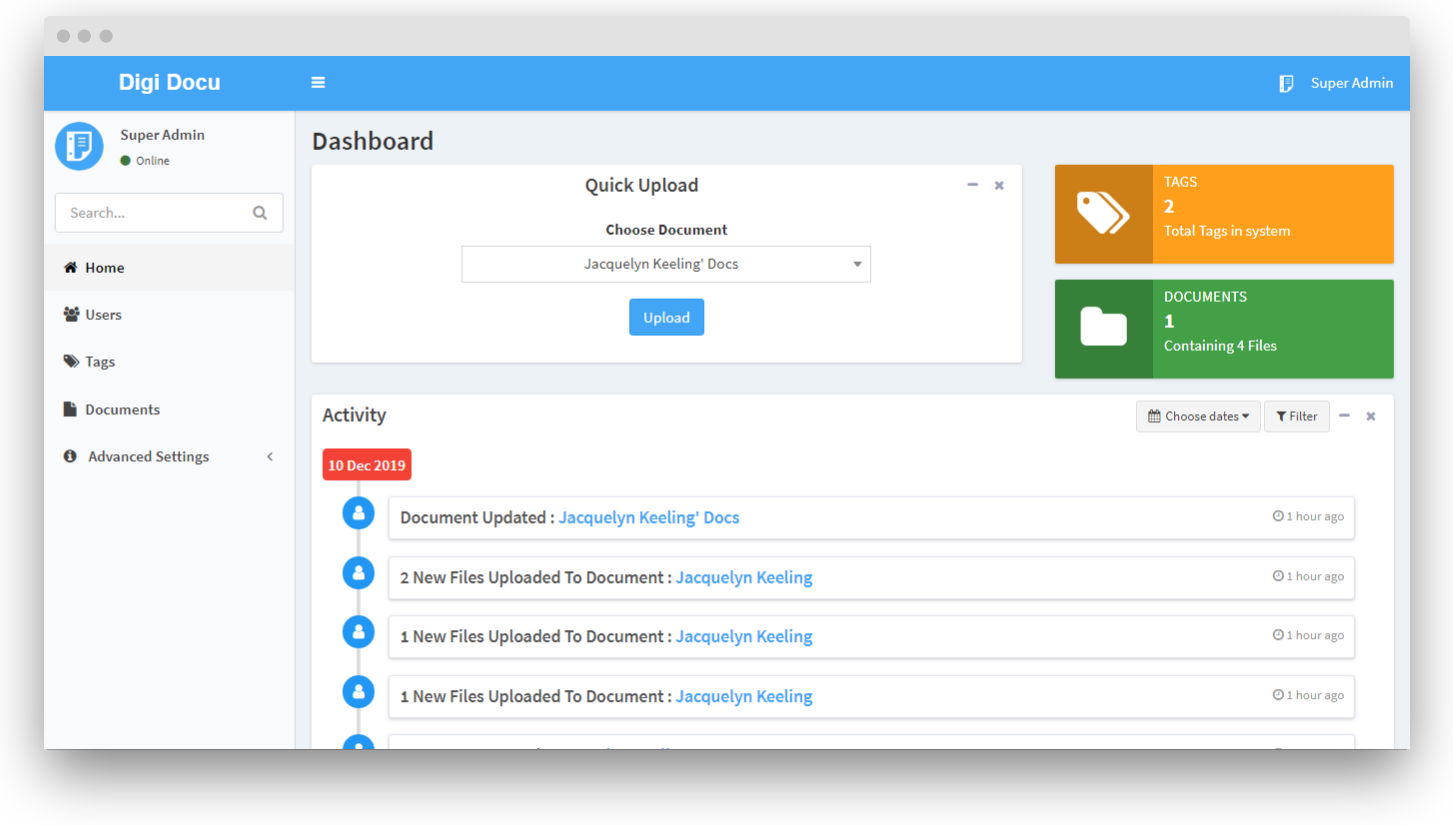 Digi Docu
Super Admin
Super Admin
Online
Search...
Home
Users
Tags
Documents
Advanced Settings
Dashboard
Quick Upload
Choose Document
Jacquelyn Keeling' Docs
Upload
TAGS
2
Total Tags in system
DOCUMENTS
1
Containing 4 Files
Activity
Choose dates
Filter
10 Dec 2019
Document Updated : Jacquelyn Keeling' Docs
1 hour ago
2 New Files Uploaded To Document : Jacquelyn Keeling
1 hour ago
1 New Files Uploaded To Document : Jacquelyn Keeling
1 hour ago
1 New Files Uploaded To Document : Jacquelyn Keeling
1 hour ago